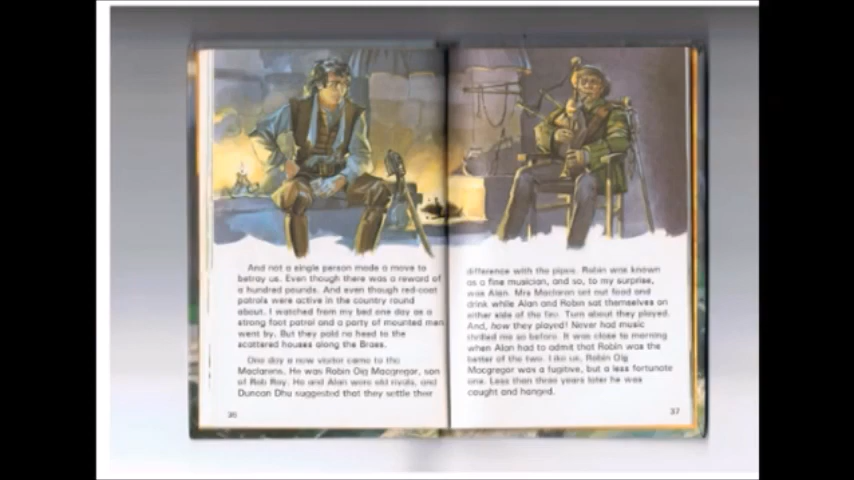 And not a single person made a move to
betray us. Even though there was a reward of
a hundred pounds. And even though red-coat
patrols were active in the country round
about. I watched from my bed one day as a
strong foot patrol and a party of mounted men
went by. But they paid no heed to the
scattered houses along the Braes.
One day a new visitor came to the
Maclarens. He was Robin Oig Macgregor, son
of Rob Roy. He and Alan were old rivals, and
Duncan Dhu suggested that they settle their
36
difference with the pipes. Robin was known
as a fine musician, and so, to my surprise,
was Alan. Mrs Maclaren set out food and
drink while Alan and Robin sat themselves on
either side of the fire. Turn about they played.
And, how they played! Never had music
thrilled me so before. It was close to morning
when Alan had to admit that Robin was the
better of the two. Like us, Robin Oig
Macgregor was a fugitive, but a less fortunate
one. Less than three years later he was
caught and hanged.
37